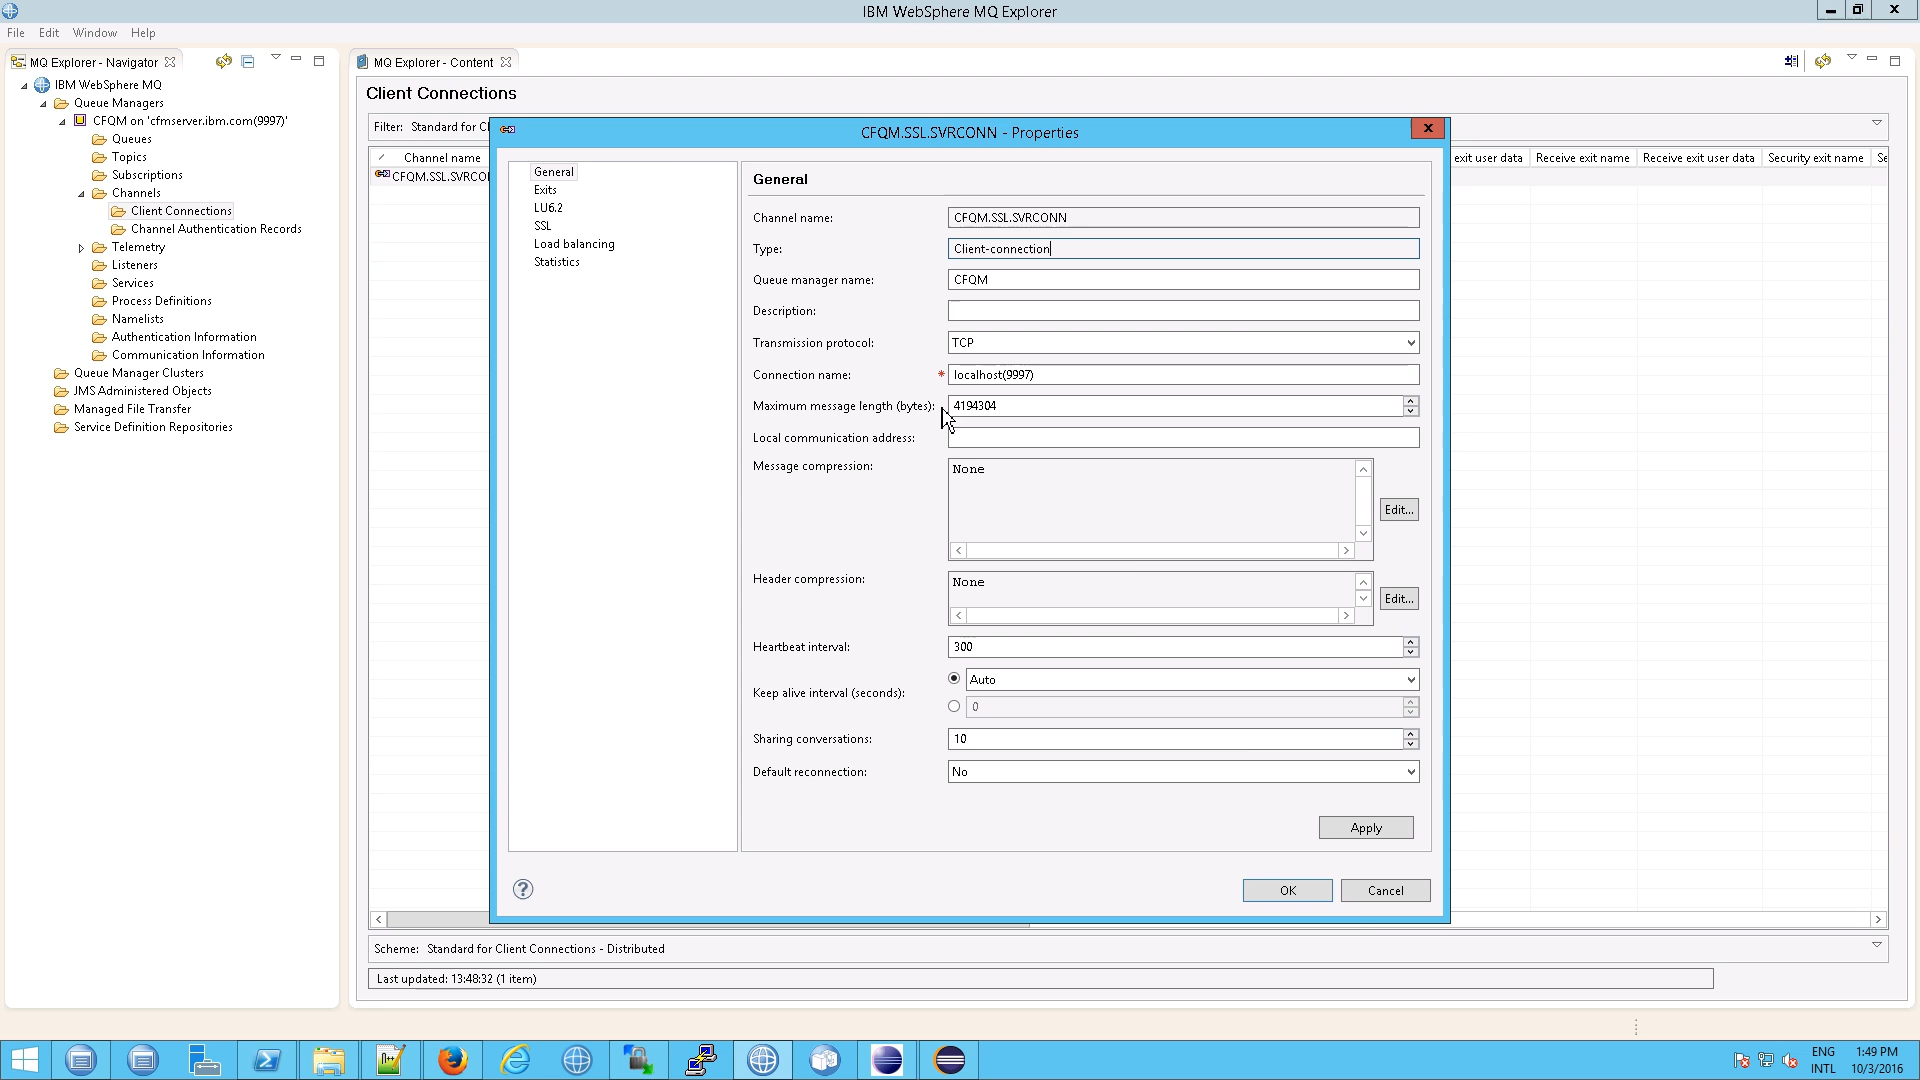 IBM WebSphere MQ Explorer
File Edit Window Help
MQ Explorer - Navigator
IBM WebSphere MQ
Queue Managers
CFQM on 'cfmserver.ibm.com(9997)'
Queues
Topics
Subscriptions
Channels
Client Connections
Channel Authentication Records
Telemetry
Listeners
Services
Process Definitions
Namelists
Authentication Information
Communication Information
Queue Manager Clusters
JMS Administered Objects
Managed File Transfer
Service Definition Repositories
MQ Explorer - Content
Client Connections
Filter: Standard for Cl
Channel name
exit user data Receive exit name Receive exit user data Security exit name Se
CFQM.SSL.SVRCO
CFQM.SSL.SVRCONN - Properties
General
Exits
LU6.2
SSL
Load balancing
Statistics
General
Channel name: CFQM.SSL.SVRCONN
Type: Client-connection
Queue manager name: CFQM
Description:
Transmission protocol: TCP
Connection name: * localhost(9997)
Maximum message length (bytes): 4194304
Local communication address:
Message compression: None
Edit...
Header compression: None
Edit...
Heartbeat interval: 300
Keep alive interval (seconds): Auto
0
Sharing conversations: 10
Default reconnection: No
Apply
OK Cancel
Scheme: Standard for Client Connections - Distributed
Last updated: 13:48:32 (1 item)
ENG 1:49 PM
INTL 10/3/2016